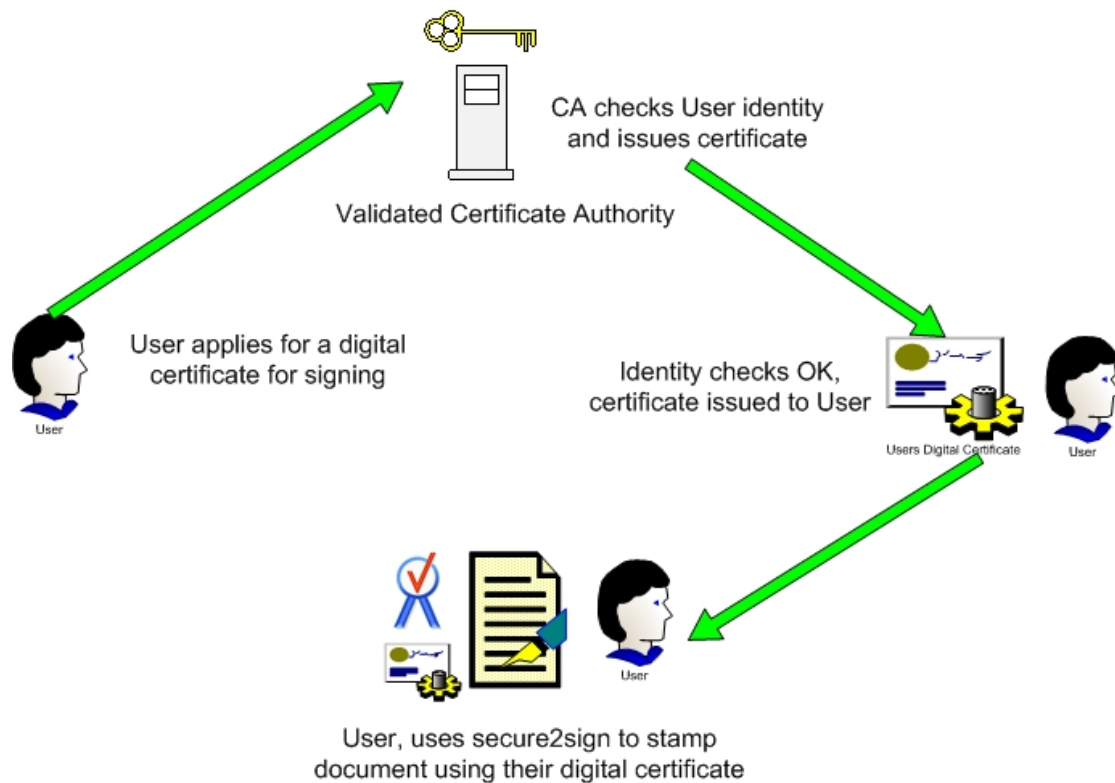 CA checks User identity
and issues certificate
Validated Certificate Authority
User applies for a digital
certificate for signing
User
Identity checks OK,
certificate issued to User
Users Digital Certificate
User
User
User, uses secure2sign to stamp
document using their digital certificate